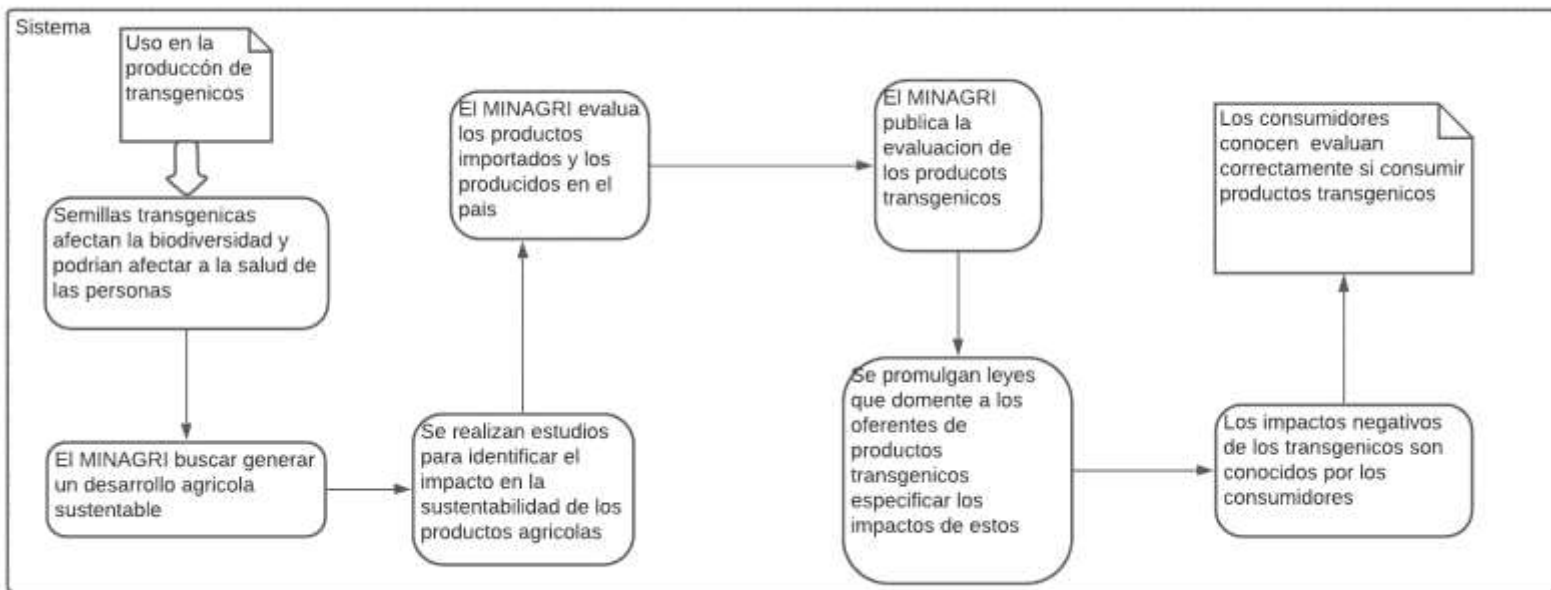 Sistema
Uso en la
produccón de
transgenicos
Semillas transgenicas
afectan la biodiversidad y
podrian afectar a la salud de
las personas
El MINAGRI buscar generar
un desarrollo agricola
sustentable
Se realizan estudios
para identificar el
impacto en la
sustentabilidad de los
productos agricolas
El MINAGRI evalua
los productos
importados y los
producidos en el
pais
El MINAGRI
publica la
evaluacion de
los producots
transgenicos
Se promulgan leyes
que domente a los
oferentes de
productos
transgenicos
especificar los
impactos de estos
Los impactos negativos
de los transgenicos son
conocidos por los
consumidores
Los consumidores
conocen  evaluan
correctamente si consumir
productos transgenicos